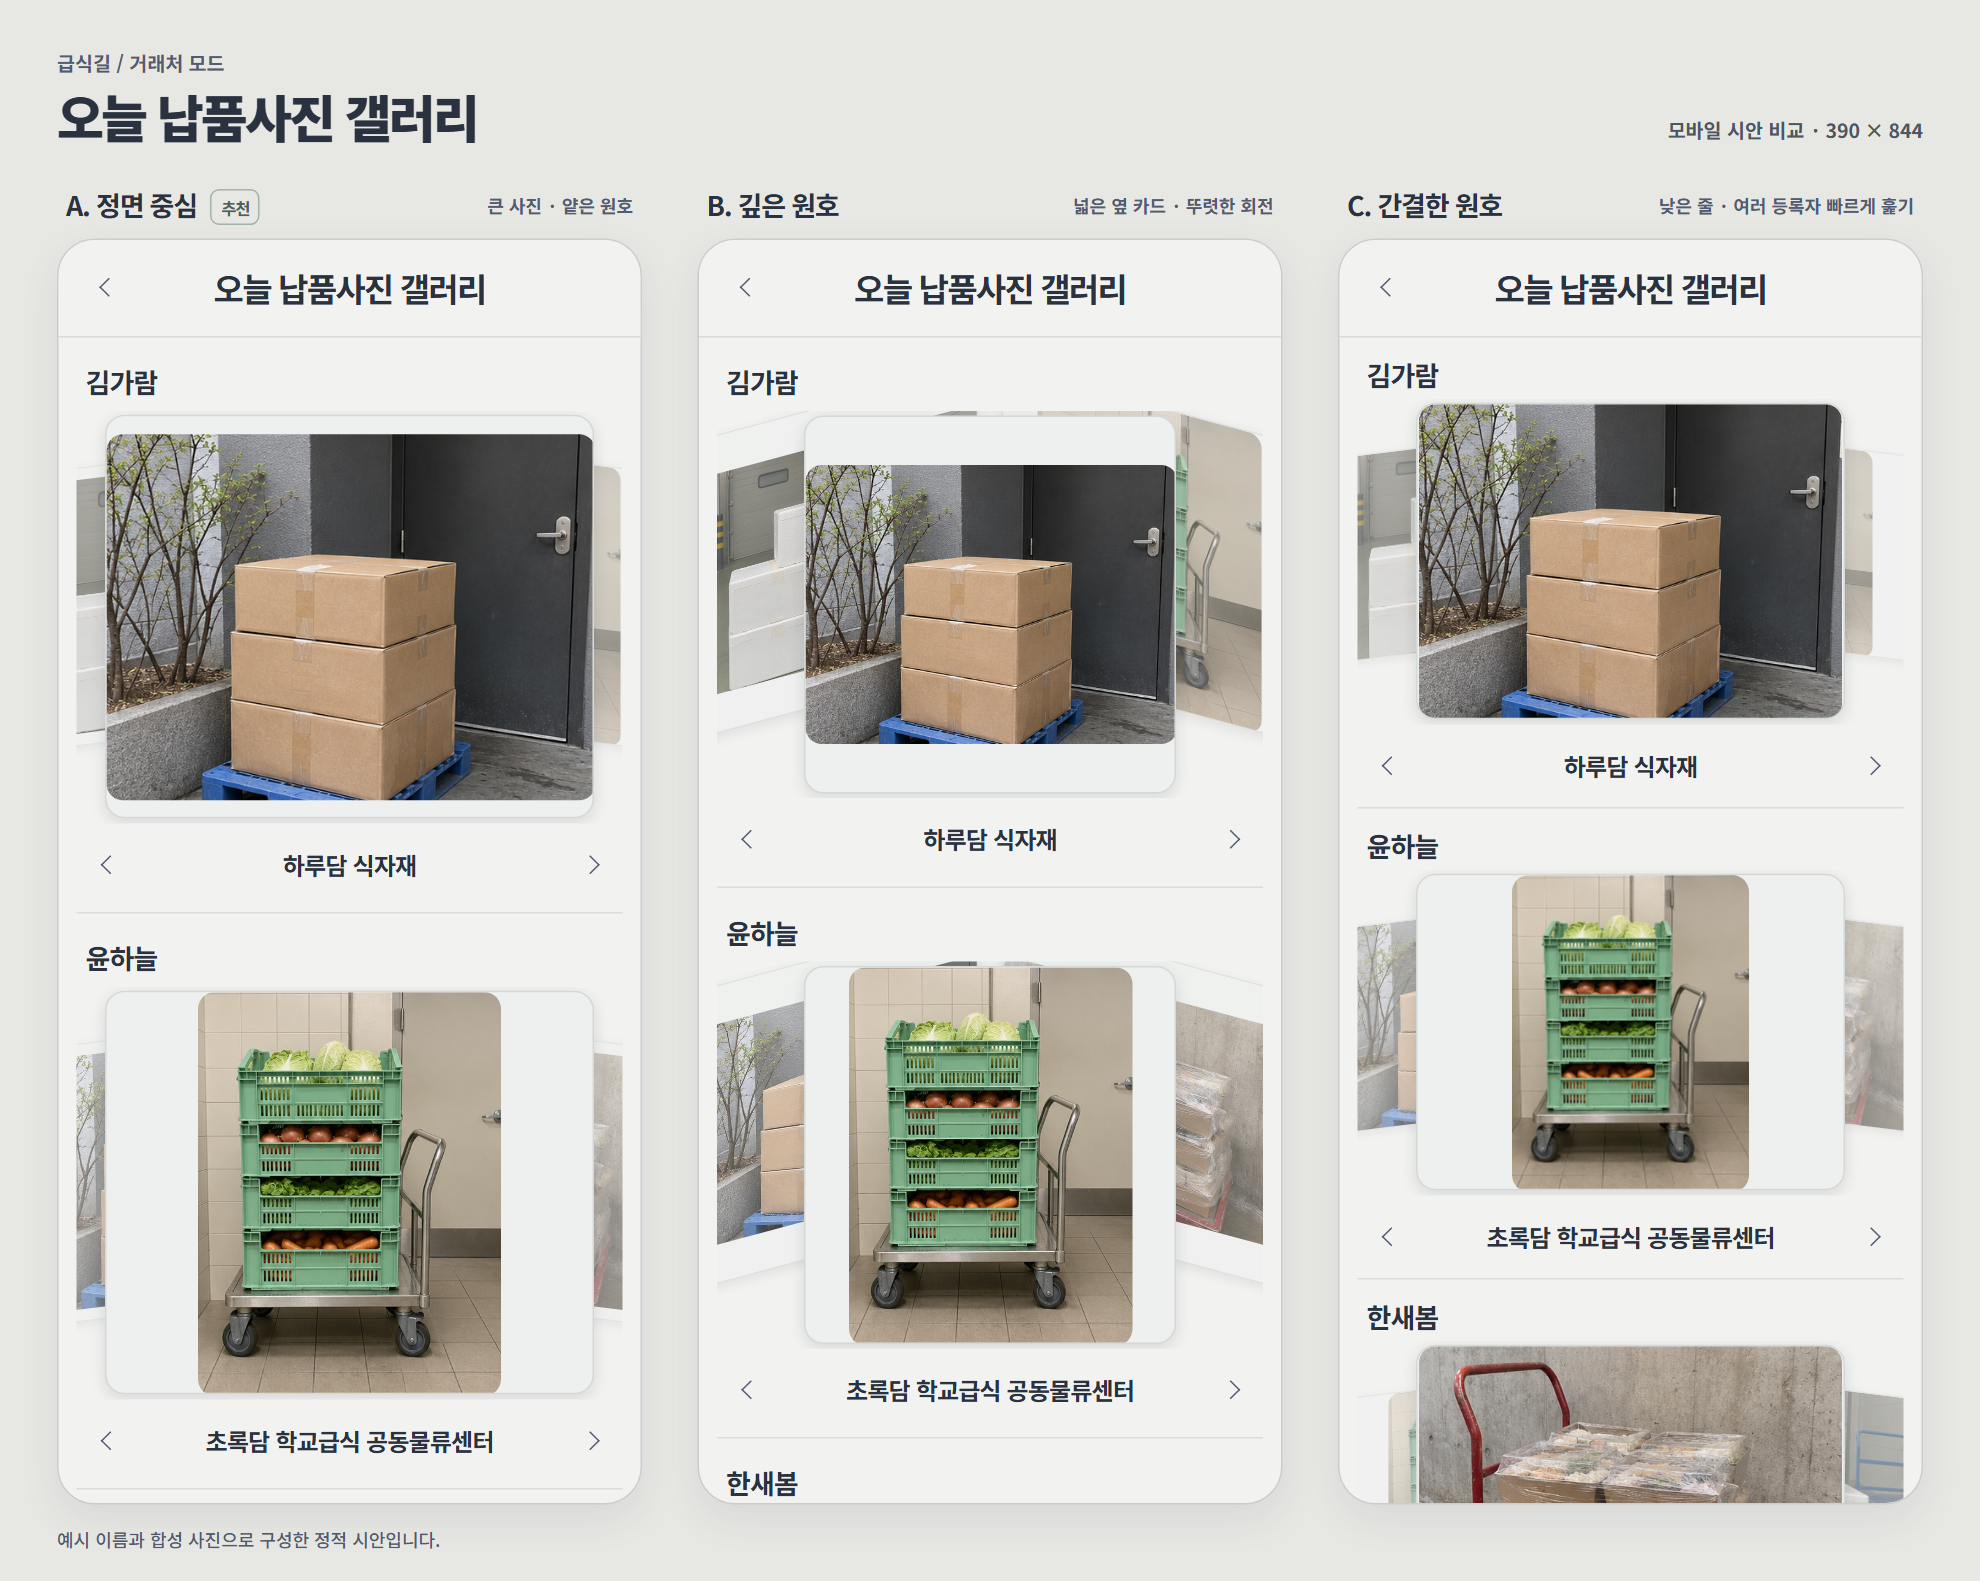 급식길 / 거래처 모드
오늘 납품사진 갤러리
모바일 시안 비교 · 390 × 844
A. 정면 중심 추천
큰 사진 · 얕은 원호
오늘 납품사진 갤러리
김가람
하루담 식자재
윤하늘
초록담 학교급식 공동물류센터
B. 깊은 원호
넓은 옆 카드 · 뚜렷한 회전
오늘 납품사진 갤러리
김가람
하루담 식자재
윤하늘
초록담 학교급식 공동물류센터
한새봄
C. 간결한 원호
낮은 줄 · 여러 등록자 빠르게 훑기
오늘 납품사진 갤러리
김가람
하루담 식자재
윤하늘
초록담 학교급식 공동물류센터
한새봄
예시 이름과 합성 사진으로 구성한 정적 시안입니다.